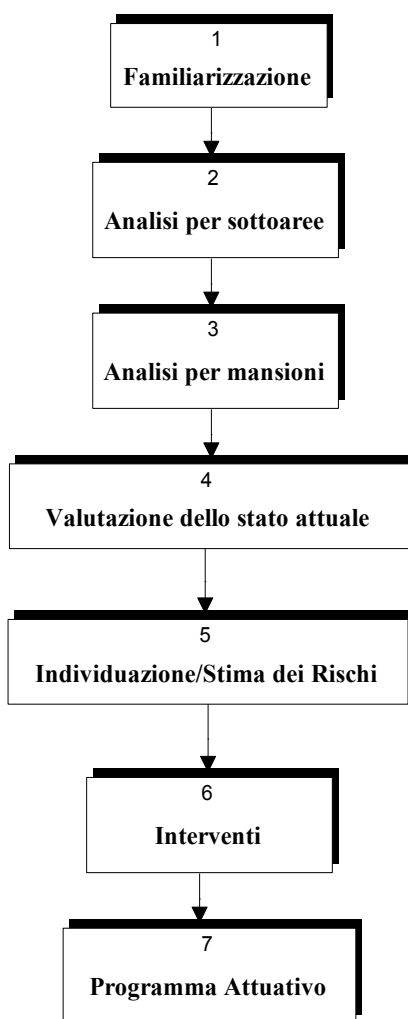 1
Familiarizzazione
2
Analisi per sottoaree
3
Analisi per mansioni
4
Valutazione dello stato attuale
5
Individuazione/Stima dei Rischi
6
Interventi
7
Programma Attuativo